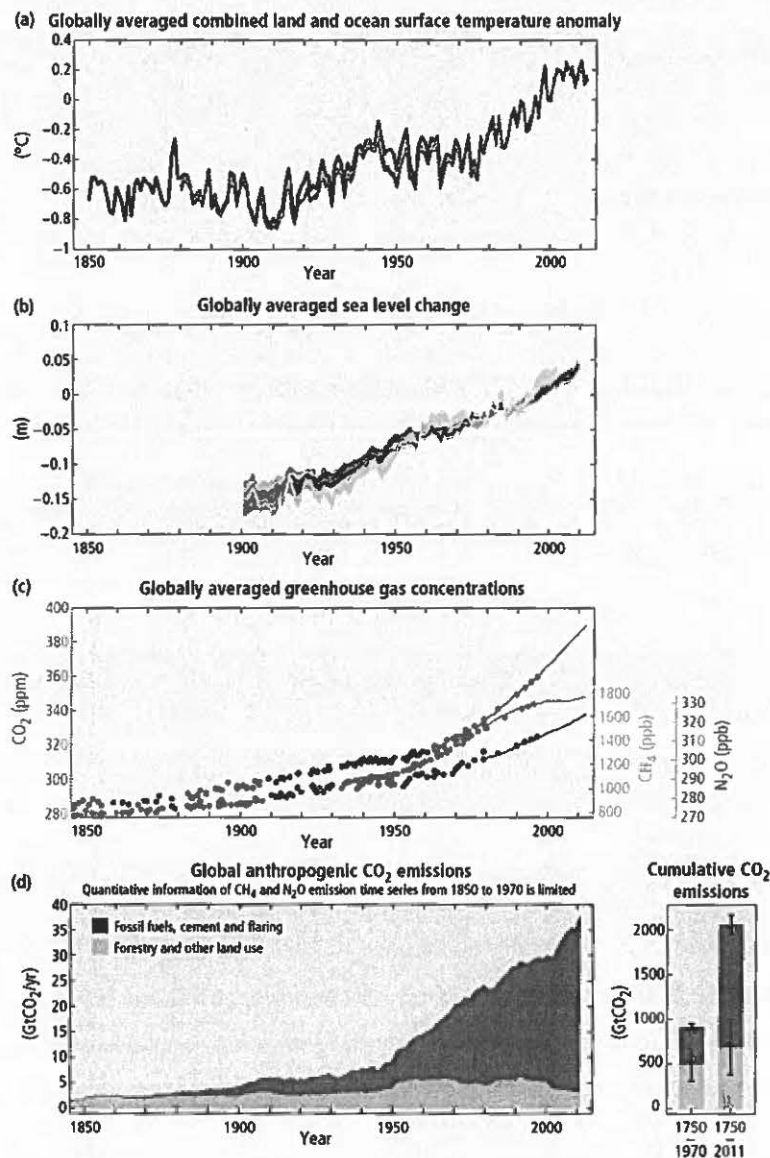 (a) Globally averaged combined land and ocean surface temperature anomaly
0.4
0.2
0
−0.2
−0.4
−0.6
−0.8
−1
(°C)
1850 1900 1950 2000
Year
(b) Globally averaged sea level change
0.1
0.05
0
−0.05
−0.1
−0.15
−0.2
(m)
1850 1900 1950 2000
Year
(c) Globally averaged greenhouse gas concentrations
400
380
360
340
320
300
280
CO₂ (ppm)
1800
1600
1400
1200
1000
800
CH₄ (ppb)
330
320
310
300
290
280
270
N₂O (ppb)
1850 1900 1950 2000
Year
(d) Global anthropogenic CO₂ emissions
Quantitative information of CH₄ and N₂O emission time series from 1850 to 1970 is limited
40
35
30
25
20
15
10
5
0
(GtCO₂/yr)
Fossil fuels, cement and flaring
Forestry and other land use
1850 1900 1950 2000
Year
Cumulative CO₂
emissions
2000
1500
1000
500
0
(GtCO₂)
1750 1750
– –
1970 2011